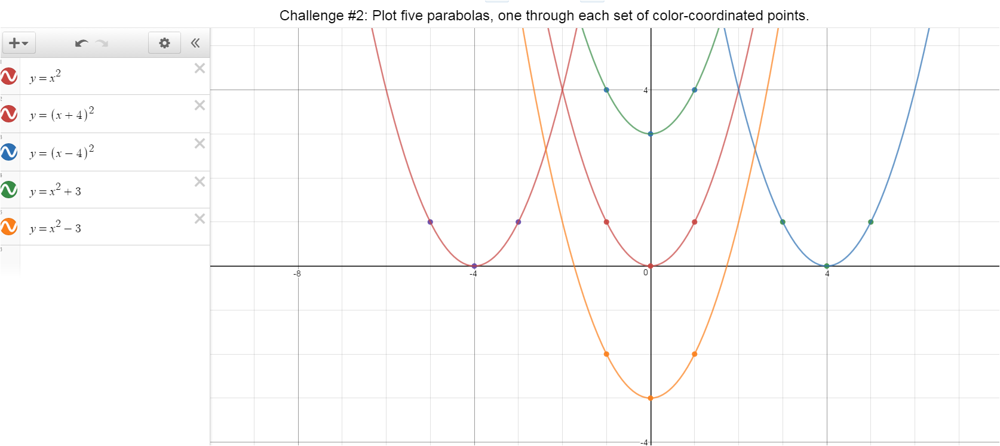 Challenge #2: Plot five parabolas, one through each set of color-coordinated points.
y = x²
y = (x + 4)²
y = (x − 4)²
y = x² + 3
y = x² − 3
4
-8
-4
0
4
-4